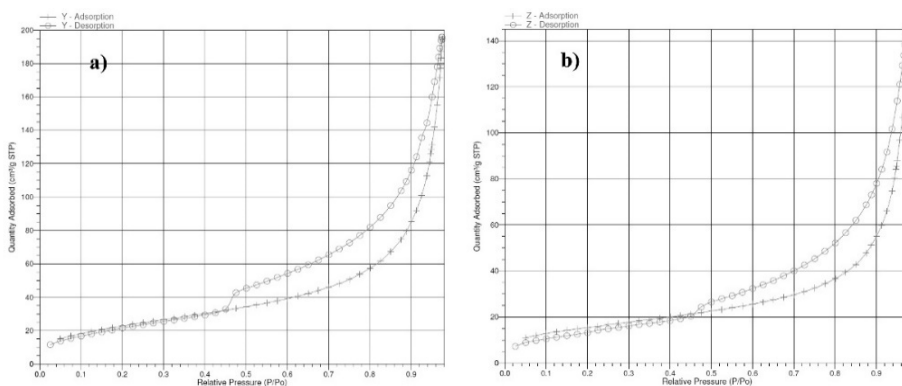 Y - Adsorption
Y - Desorption
a)
200
180
160
140
120
100
80
60
40
20
0
Quantity Adsorbed (cm³/g STP)
0.0 0.1 0.2 0.3 0.4 0.5 0.6 0.7 0.8 0.9
Relative Pressure (P/Po)
Z - Adsorption
Z - Desorption
b)
140
120
100
80
60
40
20
0
Quantity Adsorbed (cm³/g STP)
0.0 0.1 0.2 0.3 0.4 0.5 0.6 0.7 0.8 0.9
Relative Pressure (P/Po)